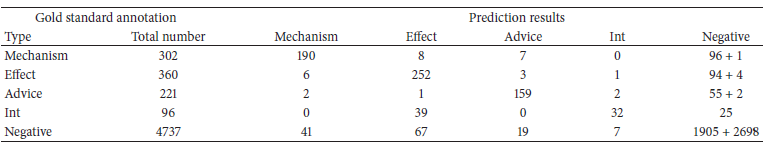 Gold standard annotation Prediction results
Type Total number Mechanism Effect Advice Int Negative
Mechanism 302 190 8 7 0 96 + 1
Effect 360 6 252 3 1 94 + 4
Advice 221 2 1 159 2 55 + 2
Int 96 0 39 0 32 25
Negative 4737 41 67 19 7 1905 + 2698